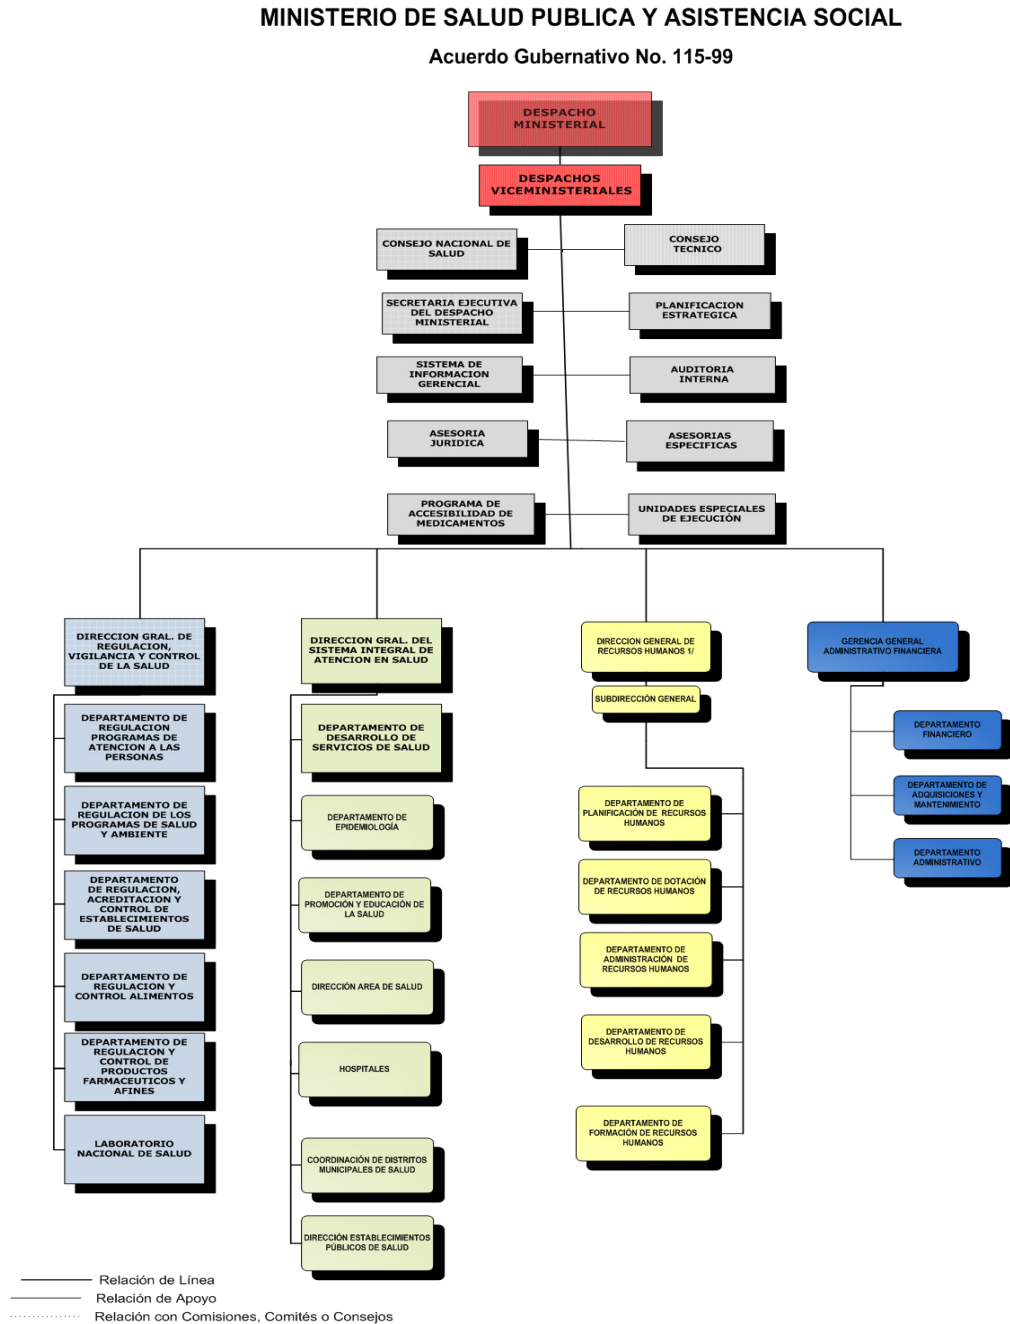 MINISTERIO DE SALUD PUBLICA Y ASISTENCIA SOCIAL
Acuerdo Gubernativo No. 115-99
DESPACHO
MINISTERIAL
DESPACHOS
VICEMINISTERIALES
CONSEJO NACIONAL DE
SALUD
CONSEJO
TECNICO
SECRETARIA EJECUTIVA
DEL DESPACHO
MINISTERIAL
PLANIFICACION
ESTRATEGICA
SISTEMA DE
INFORMACION
GERENCIAL
AUDITORIA
INTERNA
ASESORIA
JURIDICA
ASESORIAS
ESPECIFICAS
PROGRAMA DE
ACCESIBILIDAD DE
MEDICAMENTOS
UNIDADES ESPECIALES
DE EJECUCIÓN
DIRECCION GRAL. DE
REGULACION,
VIGILANCIA Y CONTROL
DE LA SALUD
DEPARTAMENTO DE
REGULACION
PROGRAMAS DE
ATENCION A LAS
PERSONAS
DEPARTAMENTO DE
REGULACION DE LOS
PROGRAMAS DE SALUD
Y AMBIENTE
DEPARTAMENTO
DE REGULACION,
ACREDITACION Y
CONTROL DE
ESTABLECIMIENTOS
DE SALUD
DEPARTAMENTO DE
REGULACION Y
CONTROL ALIMENTOS
DEPARTAMENTO DE
REGULACION Y
CONTROL DE
PRODUCTOS
FARMACEUTICOS Y
AFINES
LABORATORIO
NACIONAL DE SALUD
DIRECCION GRAL. DEL
SISTEMA INTEGRAL DE
ATENCION EN SALUD
DEPARTAMENTO DE
DESARROLLO DE
SERVICIOS DE SALUD
DEPARTAMENTO DE
EPIDEMIOLOGÍA
DEPARTAMENTO DE
PROMOCIÓN Y EDUCACIÓN DE
LA SALUD
DIRECCIÓN AREA DE SALUD
HOSPITALES
COORDINACIÓN DE DISTRITOS
MUNICIPALES DE SALUD
DIRECCIÓN ESTABLECIMIENTOS
PÚBLICOS DE SALUD
DIRECCION GENERAL DE
RECURSOS HUMANOS 1/
SUBDIRECCIÓN GENERAL
DEPARTAMENTO DE
PLANIFICACIÓN DE RECURSOS
HUMANOS
DEPARTAMENTO DE DOTACIÓN
DE RECURSOS HUMANOS
DEPARTAMENTO DE
ADMINISTRACIÓN DE
RECURSOS HUMANOS
DEPARTAMENTO DE
DESARROLLO DE RECURSOS
HUMANOS
DEPARTAMENTO DE
FORMACIÓN DE RECURSOS
HUMANOS
GERENCIA GENERAL
ADMINISTRATIVO FINANCIERA
DEPARTAMENTO
FINANCIERO
DEPARTAMENTO DE
ADQUISICIONES Y
MANTENIMIENTO
DEPARTAMENTO
ADMINISTRATIVO
Relación de Línea
Relación de Apoyo
Relación con Comisiones, Comités o Consejos